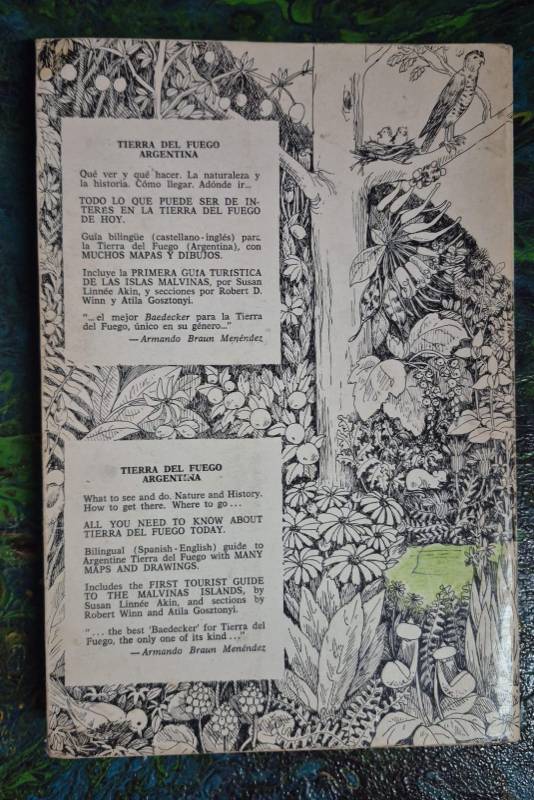 TIERRA DEL FUEGO
ARGENTINA
Qué ver y qué hacer. La naturaleza y
la historia. Cómo llegar. Adónde ir...
TODO LO QUE PUEDE SER DE IN-
TERES EN LA TIERRA DEL FUEGO
DE HOY.
Guía bilingüe (castellano-inglés) para
la Tierra del Fuego (Argentina), con
MUCHOS MAPAS Y DIBUJOS.
Incluye la PRIMERA GUIA TURISTICA
DE LAS ISLAS MALVINAS, por Susan
Linnée Akin, y secciones por Robert D.
Winn y Atila Gosztonyi.
"...el mejor Baedecker para la Tierra
del Fuego, único en su género..."
—Armando Braun Menéndez
TIERRA DEL FUEGO
ARGENTINA
What to see and do. Nature and History.
How to get there. Where to go...
ALL YOU NEED TO KNOW ABOUT
TIERRA DEL FUEGO TODAY.
Bilingual (Spanish-English) guide to
Argentine Tierra del Fuego with MANY
MAPS AND DRAWINGS.
Includes the FIRST TOURIST GUIDE
TO THE MALVINAS ISLANDS, by
Susan Linnée Akin, and sections by
Robert Winn and Atila Gosztonyi.
"... the best 'Baedecker' for Tierra del
Fuego, the only one of its kind..."
—Armando Braun Menéndez